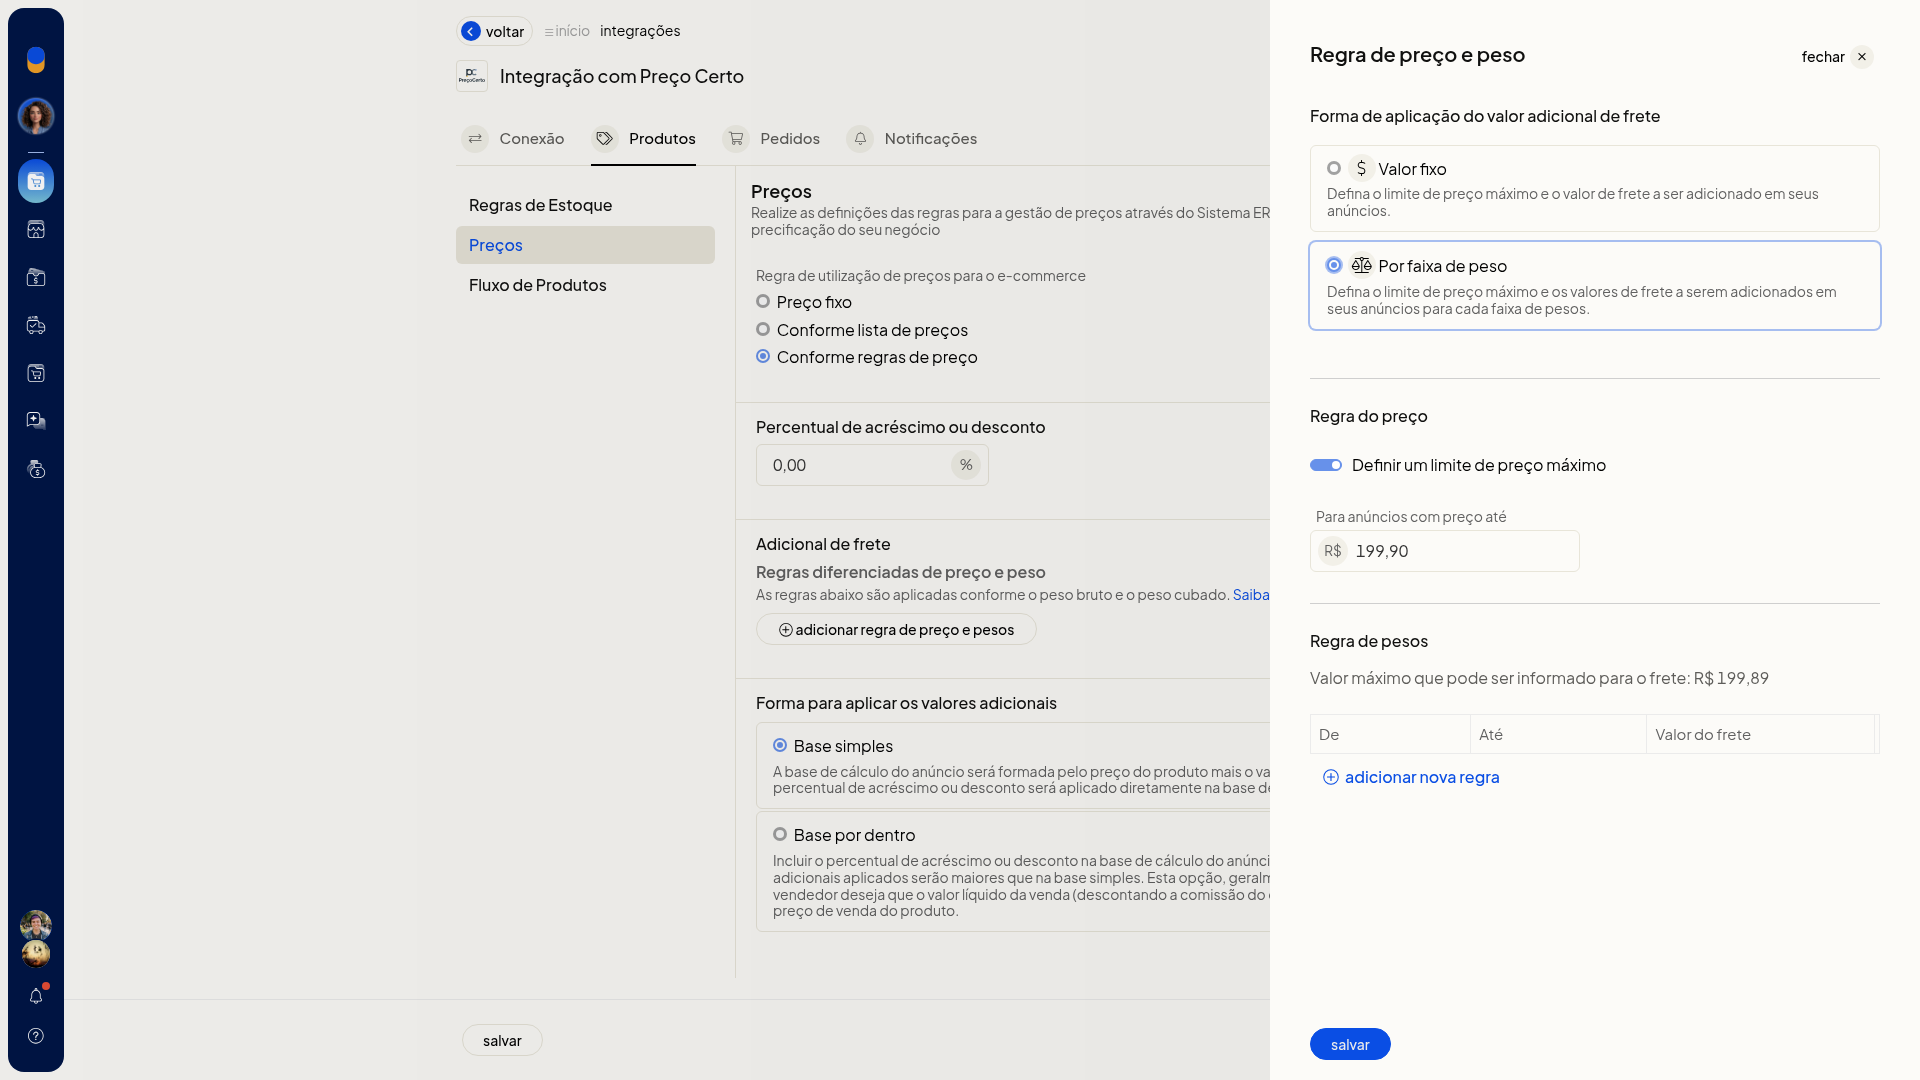 voltar
início
integrações
pc
PreçoCerto
Integração com Preço Certo
Conexão
Produtos
Pedidos
Notificações
Regras de Estoque
Preços
Fluxo de Produtos
Preços
Realize as definições das regras para a gestão de preços através do Sistema ER
precificação do seu negócio
Regra de utilização de preços para o e-commerce
Preço fixo
Conforme lista de preços
Conforme regras de preço
Percentual de acréscimo ou desconto
0,00
%
Adicional de frete
Regras diferenciadas de preço e peso
As regras abaixo são aplicadas conforme o peso bruto e o peso cubado. Saiba
adicionar regra de preço e pesos
Forma para aplicar os valores adicionais
Base simples
A base de cálculo do anúncio será formada pelo preço do produto mais o va
percentual de acréscimo ou desconto será aplicado diretamente na base de
Base por dentro
Incluir o percentual de acréscimo ou desconto na base de cálculo do anúnci
adicionais aplicados serão maiores que na base simples. Esta opção, geralm
vendedor deseja que o valor líquido da venda (descontando a comissão do
preço de venda do produto.
salvar
Regra de preço e peso
fechar
Forma de aplicação do valor adicional de frete
$ Valor fixo
Defina o limite de preço máximo e o valor de frete a ser adicionado em seus
anúncios.
Por faixa de peso
Defina o limite de preço máximo e os valores de frete a serem adicionados em
seus anúncios para cada faixa de pesos.
Regra do preço
Definir um limite de preço máximo
Para anúncios com preço até
R$ 199,90
Regra de pesos
Valor máximo que pode ser informado para o frete: R$ 199,89
De
Até
Valor do frete
adicionar nova regra
salvar